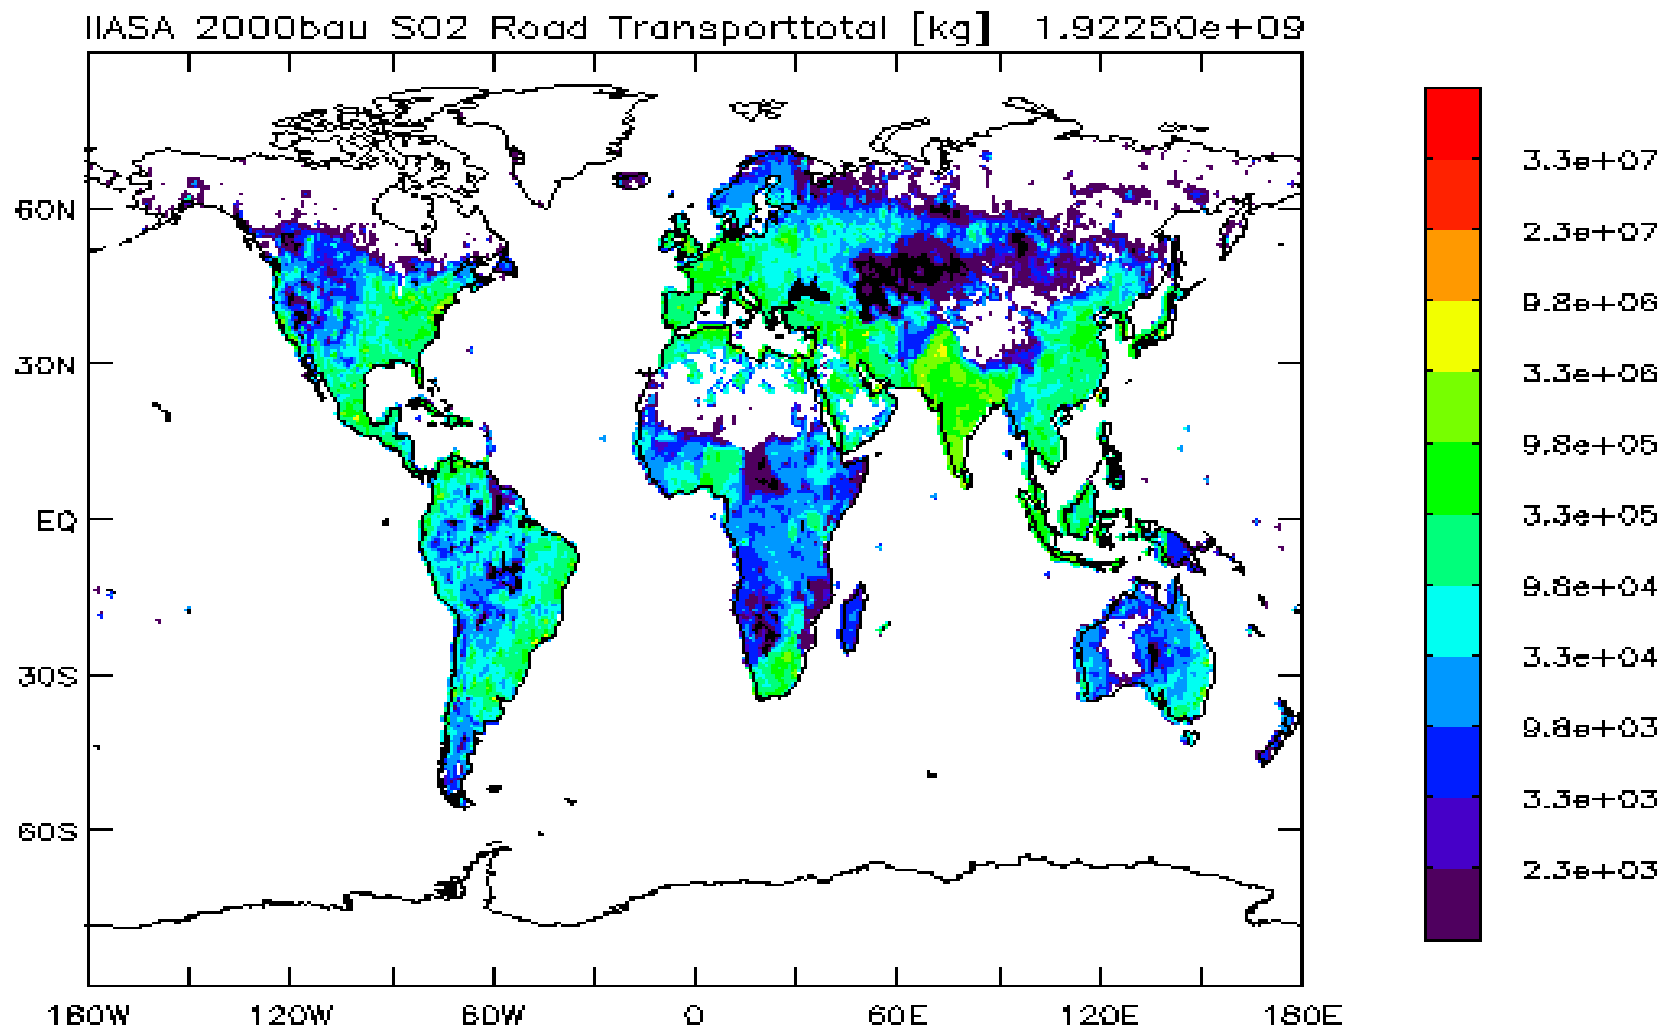 IIASA 2000bau SO2 Road Transporttotal [kg] 1.92250e+09
60N
30N
EQ
30S
60S
180W 120W 60W 0 60E 120E 180E
3.3e+07
2.3e+07
9.8e+06
3.3e+06
9.8e+05
3.3e+05
9.8e+04
3.3e+04
9.8e+03
3.3e+03
2.3e+03